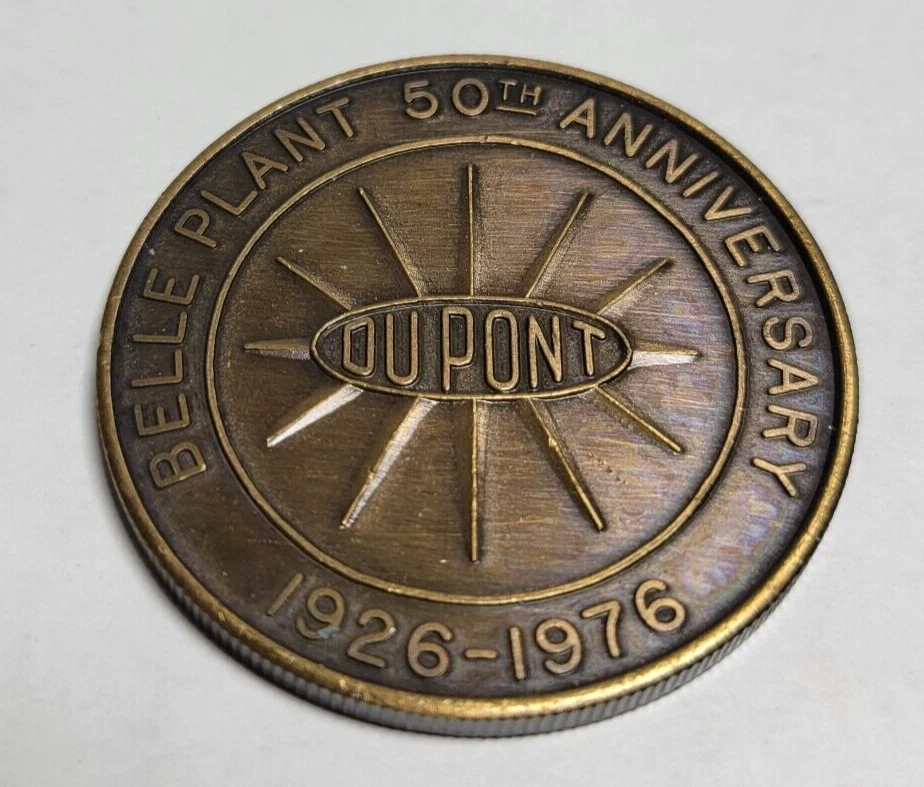 BELLE PLANT 50TH ANNIVERSARY
DU PONT
1926-1976